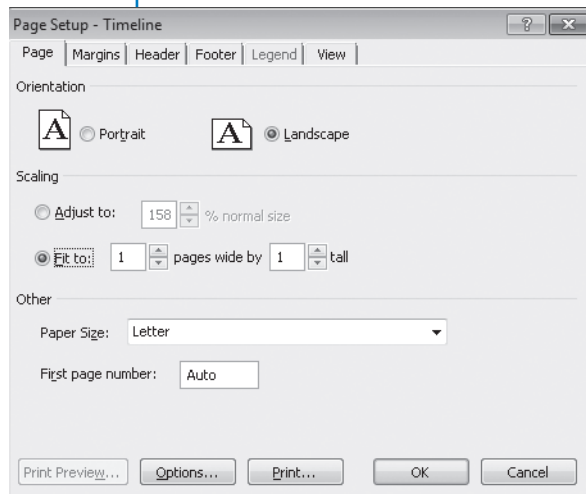 Page Setup - Timeline
Page Margins Header Footer Legend View
Orientation
A Portrait A Landscape
Scaling
Adjust to: 158 % normal size
Fit to: 1 pages wide by 1 tall
Other
Paper Size: Letter
First page number: Auto
Print Preview... Options... Print... OK Cancel